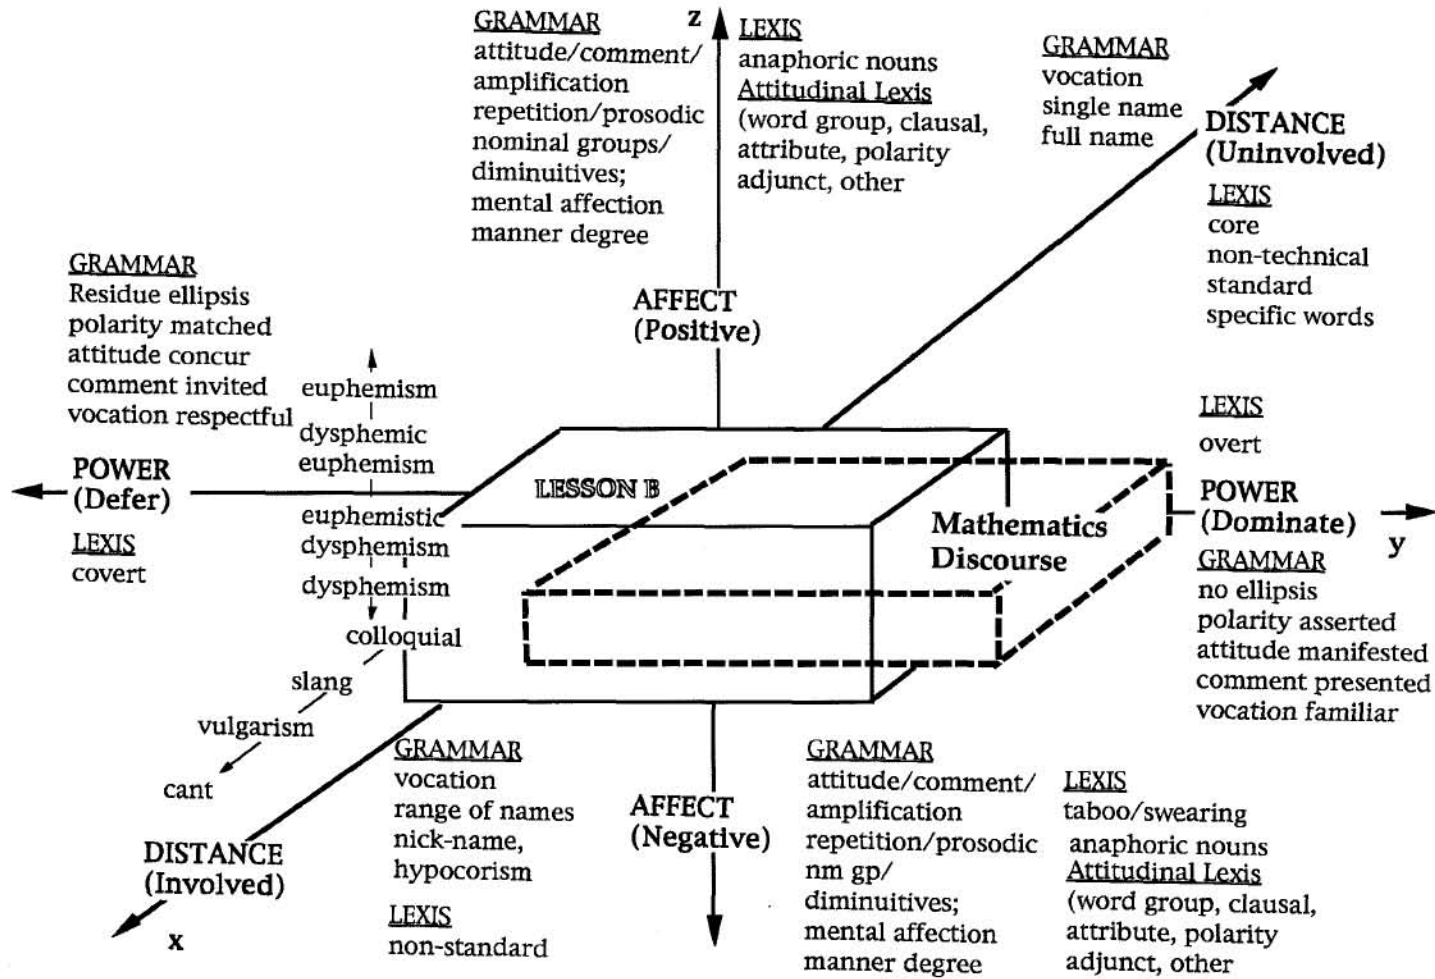 z
GRAMMAR
attitude/comment/
amplification
repetition/prosodic
nominal groups/
diminuitives;
mental affection
manner degree
LEXIS
anaphoric nouns
Attitudinal Lexis
(word group, clausal,
attribute, polarity
adjunct, other
GRAMMAR
vocation
single name
full name
DISTANCE
(Uninvolved)
LEXIS
core
non-technical
standard
specific words
AFFECT
(Positive)
GRAMMAR
Residue ellipsis
polarity matched
attitude concur
comment invited
vocation respectful
euphemism
dysphemic
euphemism
euphemistic
dysphemism
dysphemism
colloquial
slang
vulgarism
cant
POWER
(Defer)
LEXIS
covert
LESSON B
Mathematics
Discourse
LEXIS
overt
POWER
(Dominate)
y
GRAMMAR
no ellipsis
polarity asserted
attitude manifested
comment presented
vocation familiar
DISTANCE
(Involved)
x
GRAMMAR
vocation
range of names
nick-name,
hypocorism
LEXIS
non-standard
AFFECT
(Negative)
GRAMMAR
attitude/comment/
amplification
repetition/prosodic
nm gp/
diminuitives;
mental affection
manner degree
LEXIS
taboo/swearing
anaphoric nouns
Attitudinal Lexis
(word group, clausal,
attribute, polarity
adjunct, other